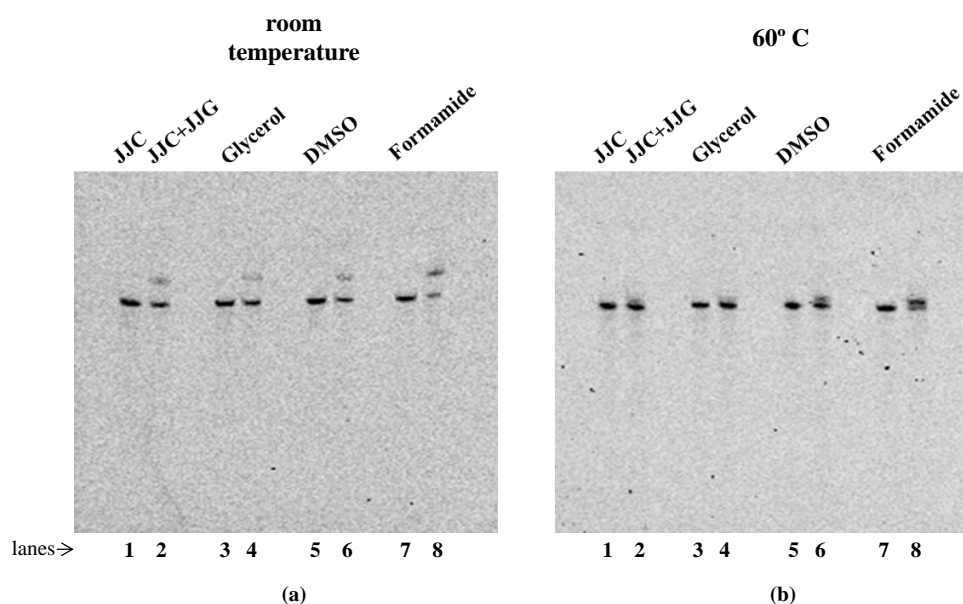 room
temperature
60º C
JJC
JJC+JJG
Glycerol
DMSO
Formamide
JJC
JJC+JJG
Glycerol
DMSO
Formamide
lanes→ 1 2 3 4 5 6 7 8
1 2 3 4 5 6 7 8
(a)
(b)